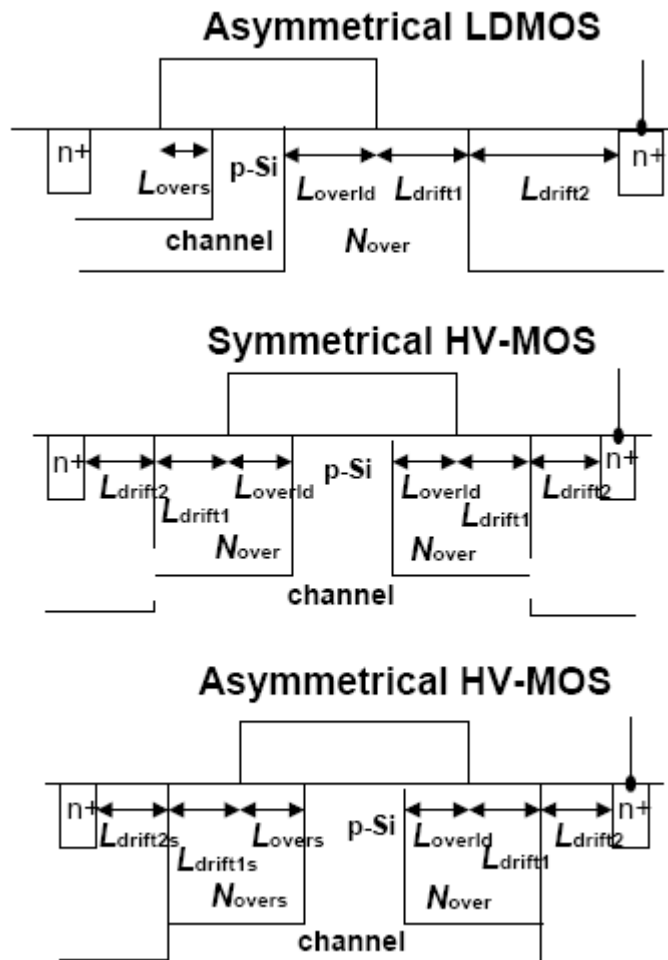 Asymmetrical LDMOS
n+ n+
p-Si
Lovers Loverld Ldrift1 Ldrift2
channel Nover
Symmetrical HV-MOS
n+ p-Si n+
Ldrift2 Loverld Loverld Ldrift2
Ldrift1 Ldrift1
Nover Nover
channel
Asymmetrical HV-MOS
n+ p-Si n+
Ldrift2s Lovers Loverld Ldrift2
Ldrift1s Ldrift1
Novers Nover
channel